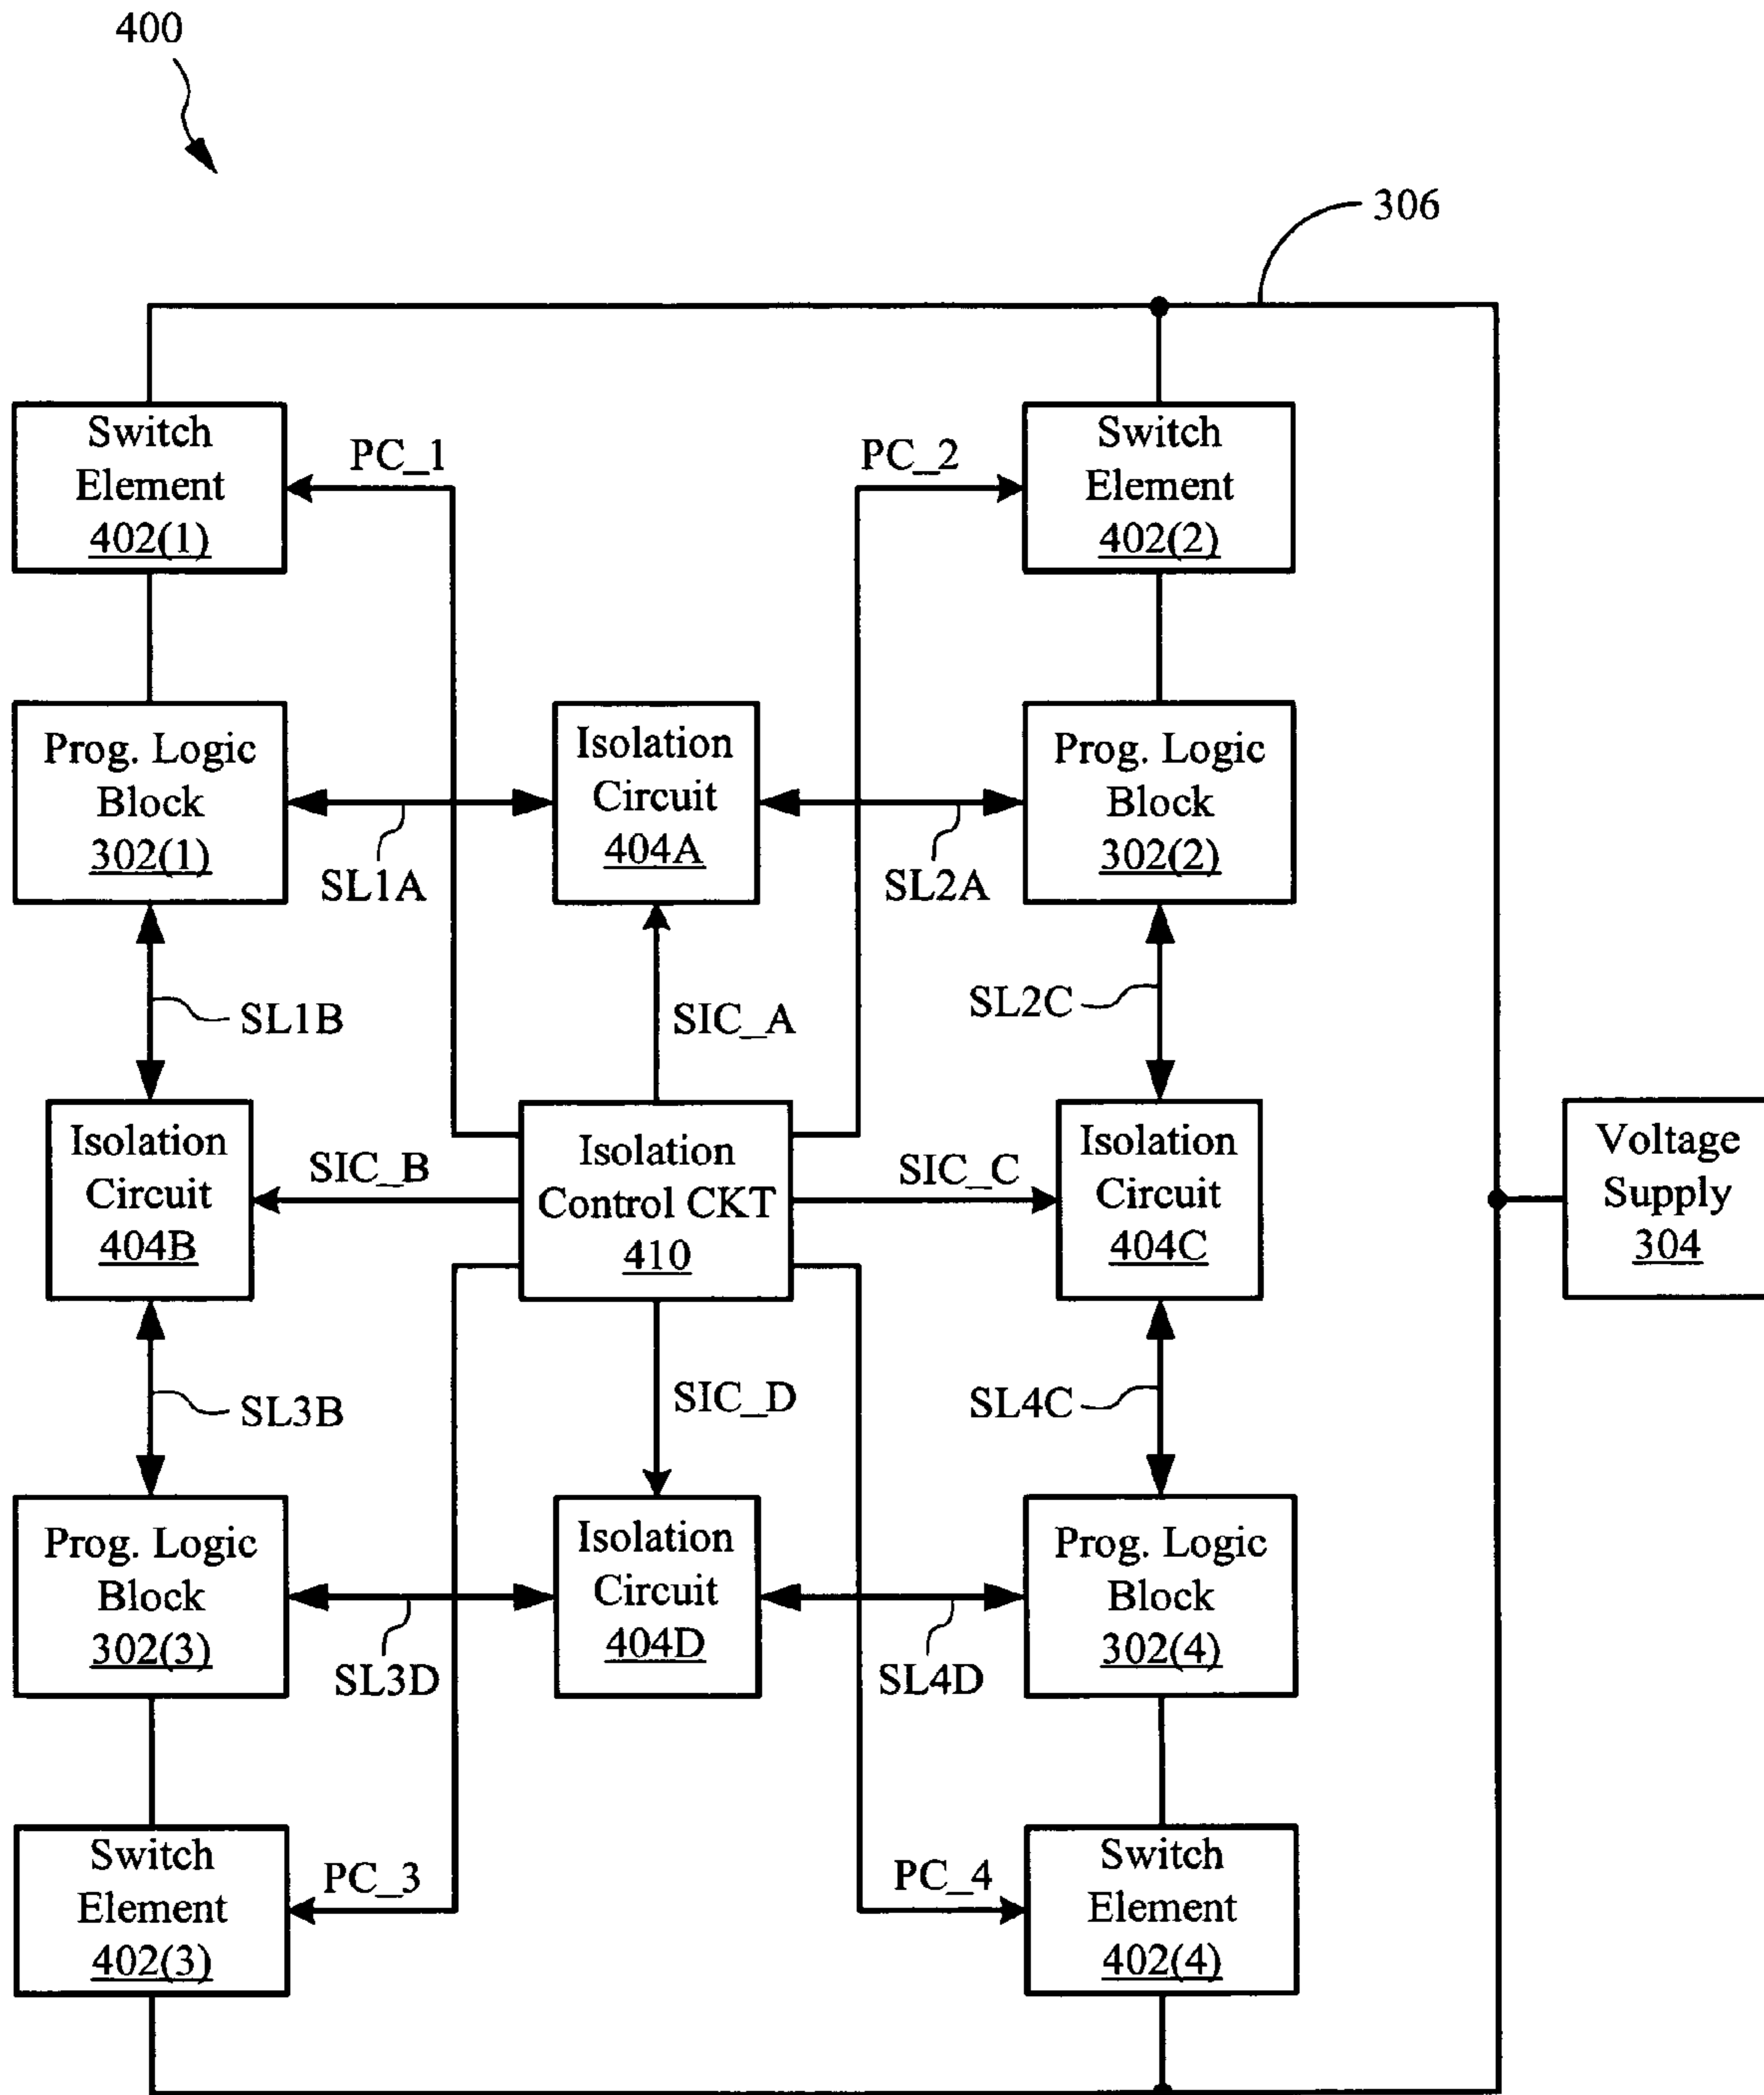 400
306
Switch
Element
402(1)
PC_1
PC_2
Switch
Element
402(2)
Prog. Logic
Block
302(1)
SL1A
Isolation
Circuit
404A
SL2A
Prog. Logic
Block
302(2)
SL1B
SIC_A
SL2C
Isolation
Circuit
404B
SIC_B
Isolation
Control CKT
410
SIC_C
Isolation
Circuit
404C
Voltage
Supply
304
SL3B
SIC_D
SL4C
Prog. Logic
Block
302(3)
SL3D
Isolation
Circuit
404D
SL4D
Prog. Logic
Block
302(4)
Switch
Element
402(3)
PC_3
PC_4
Switch
Element
402(4)